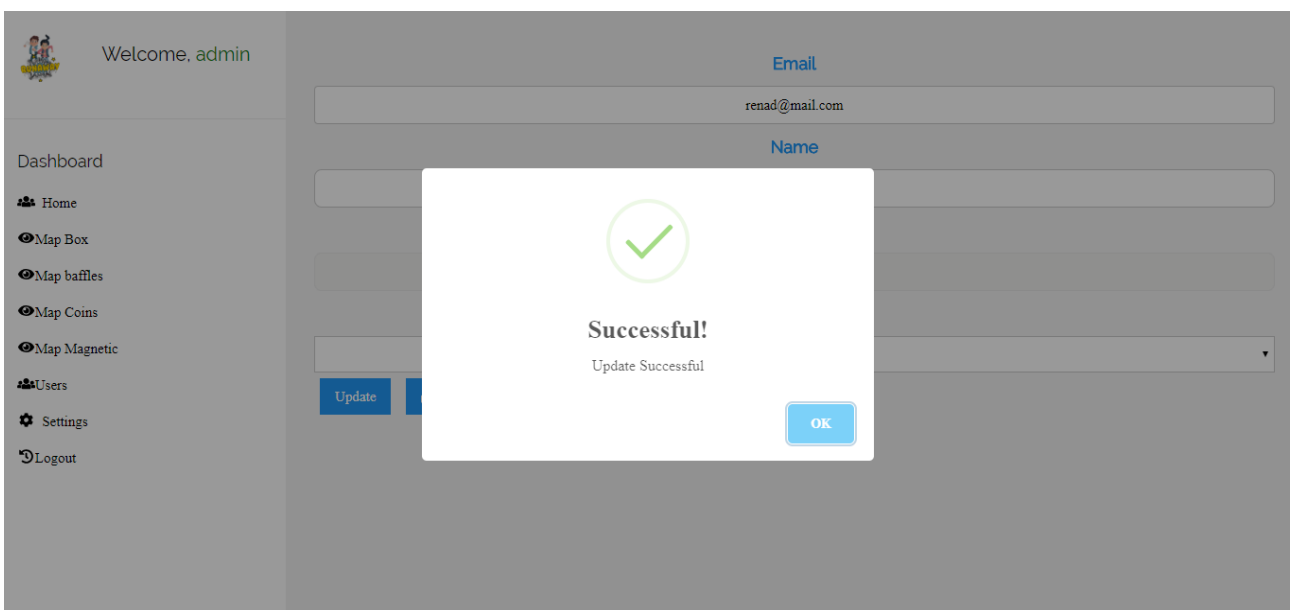 Welcome, admin
Dashboard
Home
Map Box
Map baffles
Map Coins
Map Magnetic
Users
Settings
Logout
Email
renad@mail.com
Name
Update
Successful!
Update Successful
OK